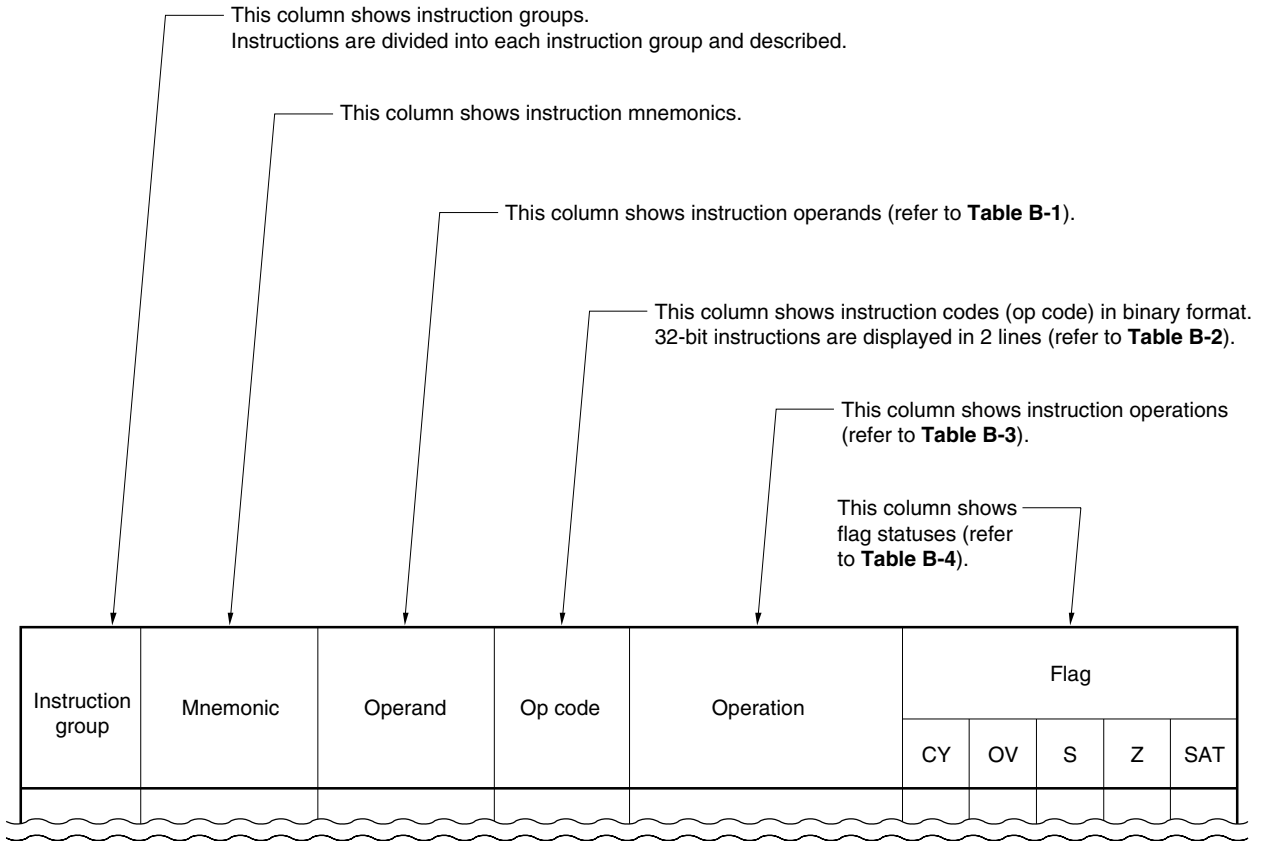 This column shows instruction groups.
Instructions are divided into each instruction group and described.
This column shows instruction mnemonics.
This column shows instruction operands (refer to Table B-1).
This column shows instruction codes (op code) in binary format.
32-bit instructions are displayed in 2 lines (refer to Table B-2).
This column shows instruction operations
(refer to Table B-3).
This column shows
flag statuses (refer
to Table B-4).
Instruction
group
Mnemonic
Operand
Op code
Operation
Flag
CY
OV
S
Z
SAT